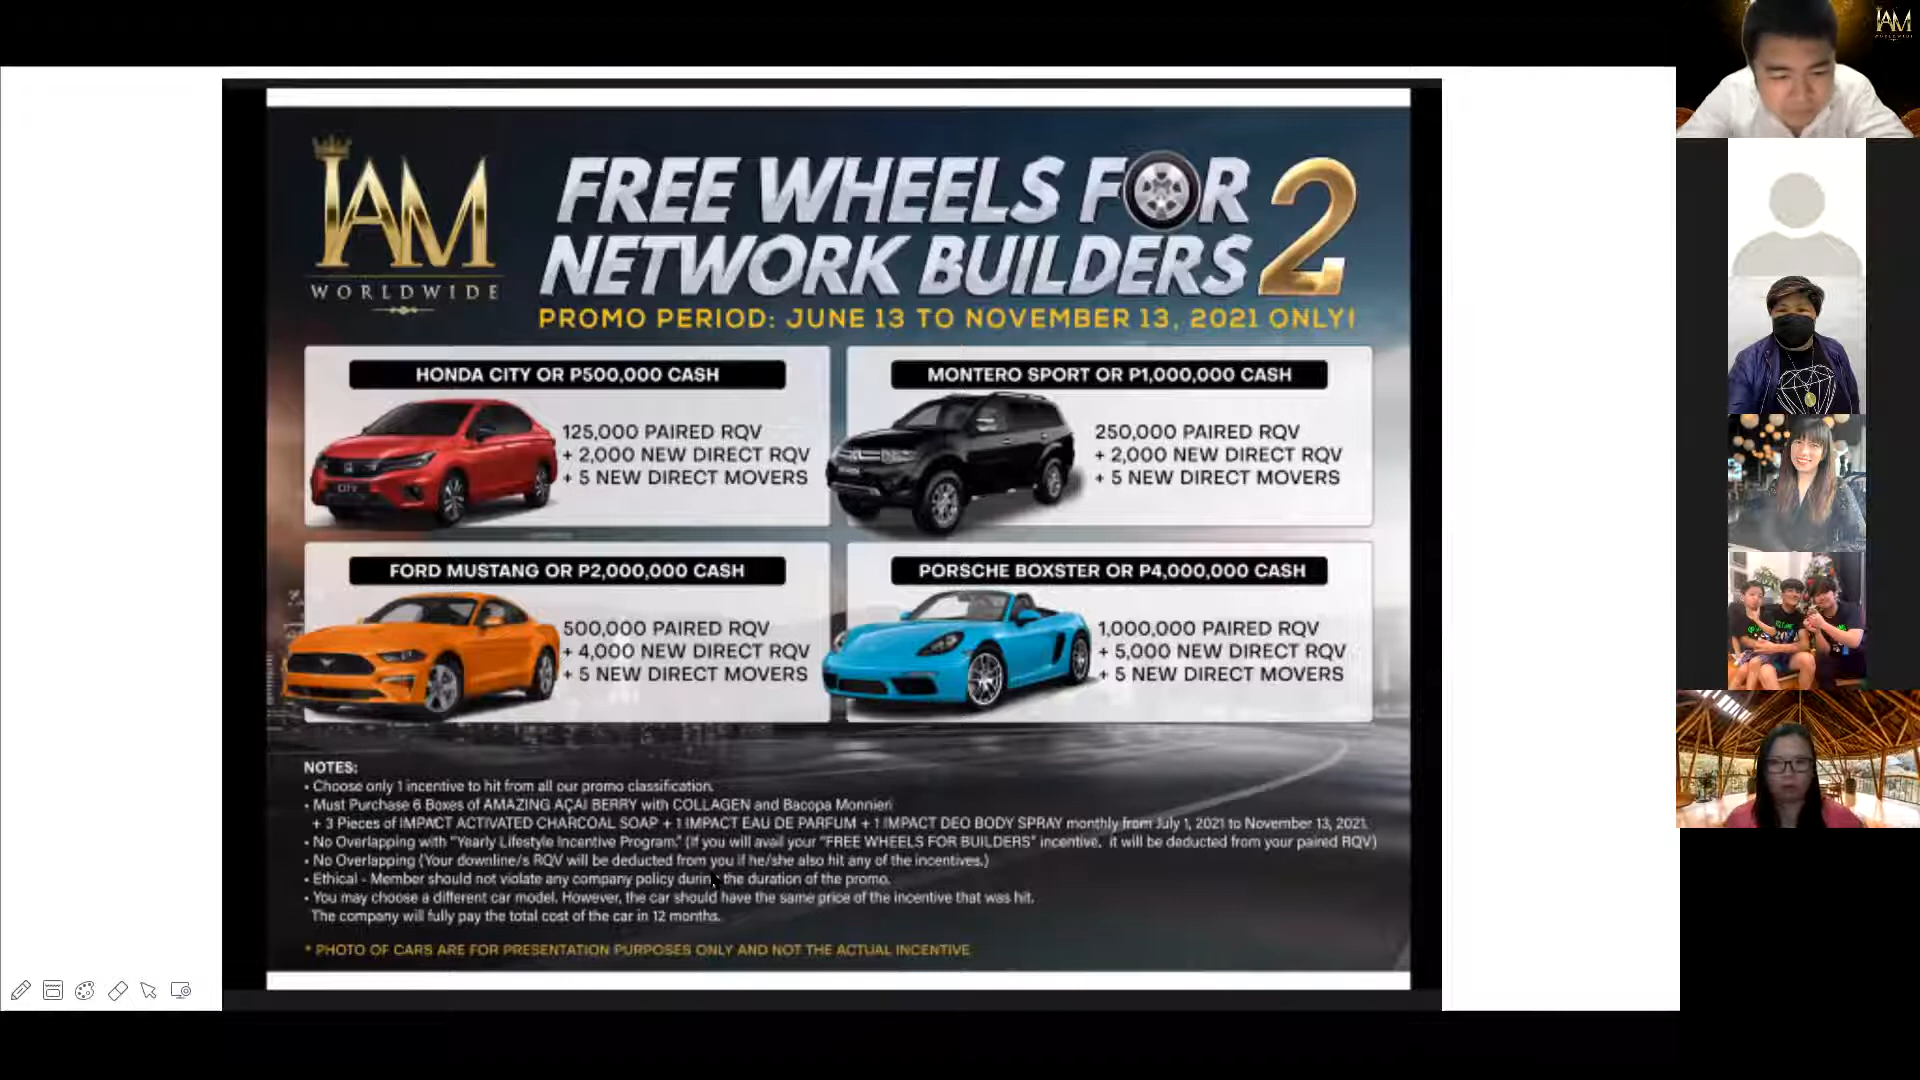 IAM
WORLDWIDE
FREE WHEELS FOR
NETWORK BUILDERS 2
PROMO PERIOD: JUNE 13 TO NOVEMBER 13, 2021 ONLY!
HONDA CITY OR P500,000 CASH
125,000 PAIRED RQV
+ 2,000 NEW DIRECT RQV
+ 5 NEW DIRECT MOVERS
CITY
MONTERO SPORT OR P1,000,000 CASH
250,000 PAIRED RQV
+ 2,000 NEW DIRECT RQV
+ 5 NEW DIRECT MOVERS
FORD MUSTANG OR P2,000,000 CASH
500,000 PAIRED RQV
+ 4,000 NEW DIRECT RQV
+ 5 NEW DIRECT MOVERS
PORSCHE BOXSTER OR P4,000,000 CASH
1,000,000 PAIRED RQV
+ 5,000 NEW DIRECT RQV
+ 5 NEW DIRECT MOVERS
NOTES:
• Choose only 1 incentive to hit from all our promo classification.
• Must Purchase 6 Boxes of AMAZING AÇAI BERRY with COLLAGEN and Bacopa Monnieri
+ 3 Pieces of IMPACT ACTIVATED CHARCOAL SOAP + 1 IMPACT EAU DE PARFUM + 1 IMPACT DEO BODY SPRAY monthly from July 1, 2021 to November 13, 2021.
• No Overlapping with "Yearly Lifestyle Incentive Program." (If you will avail your "FREE WHEELS FOR BUILDERS" incentive, it will be deducted from your paired RQV)
• No Overlapping (Your downline/s RQV will be deducted from you if he/she also hit any of the incentives.)
• Ethical - Member should not violate any company policy during the duration of the promo.
• You may choose a different car model. However, the car should have the same price of the incentive that was hit.
The company will fully pay the total cost of the car in 12 months.
* PHOTO OF CARS ARE FOR PRESENTATION PURPOSES ONLY AND NOT THE ACTUAL INCENTIVE
IAM
WORLDWIDE